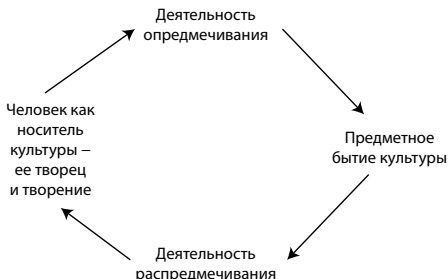 Деятельность
опредмечивания
Человек как
носитель
культуры –
ее творец
и творение
Предметное
бытие культуры
Деятельность
распредмечивания